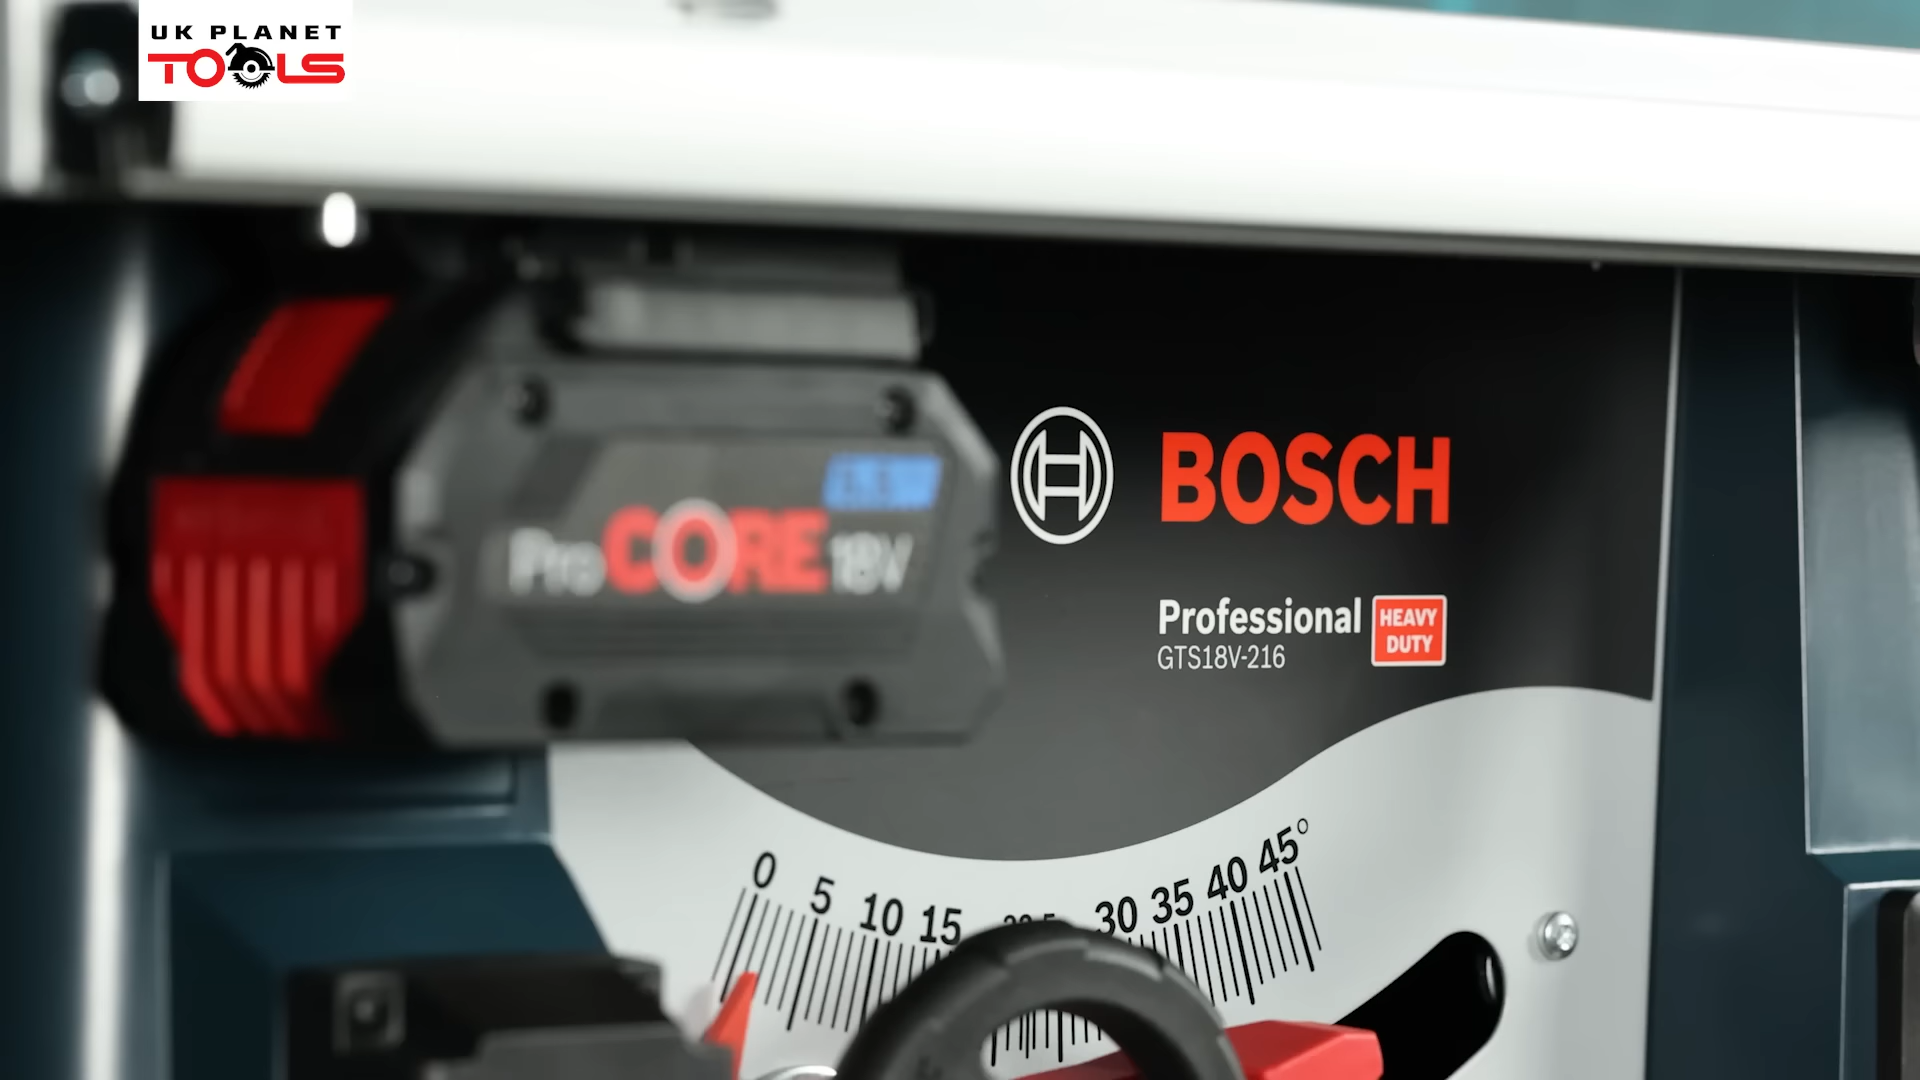 UK PLANET
TOOLS
ProCORE18V
BOSCH
Professional
HEAVY
DUTY
GTS18V-216
0 5 10 15 30 35 40 45°